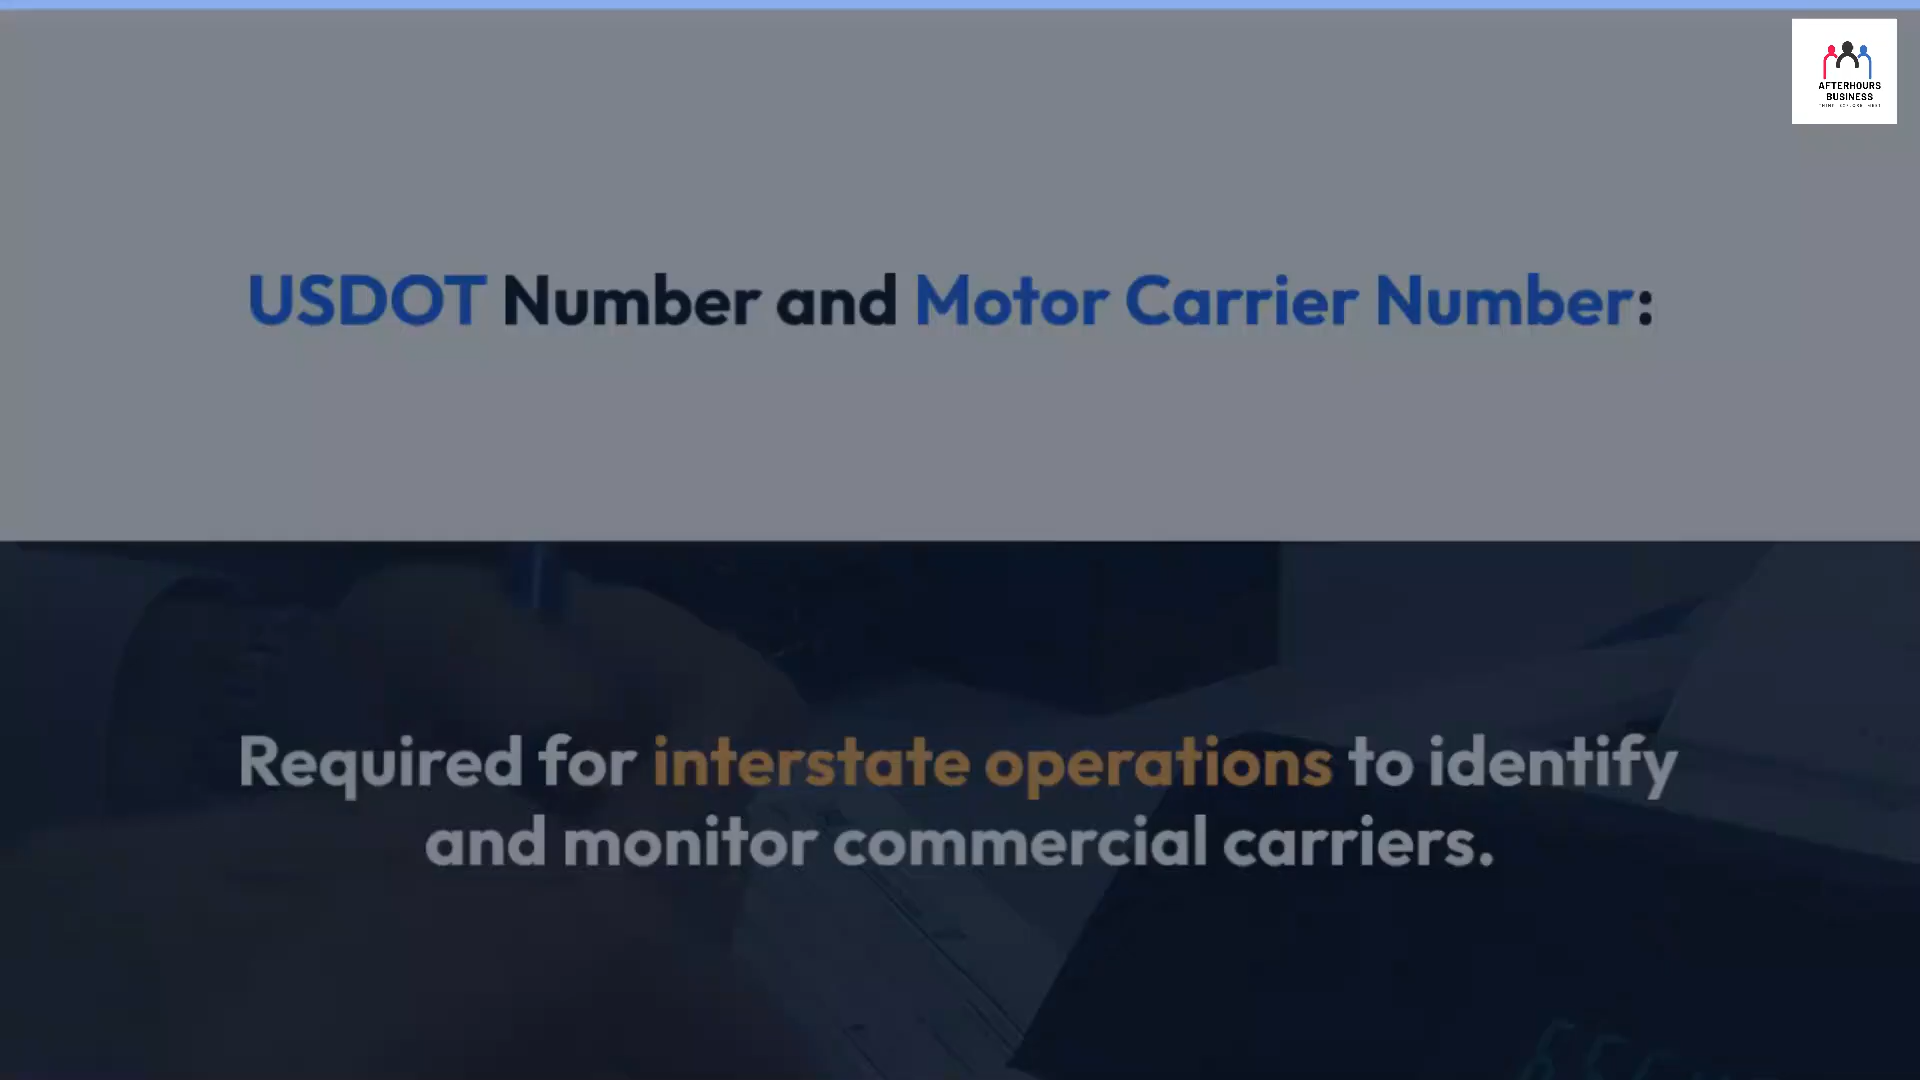 AFTERHOURS
BUSINESS
USDOT Number and Motor Carrier Number:
Required for interstate operations to identify
and monitor commercial carriers.